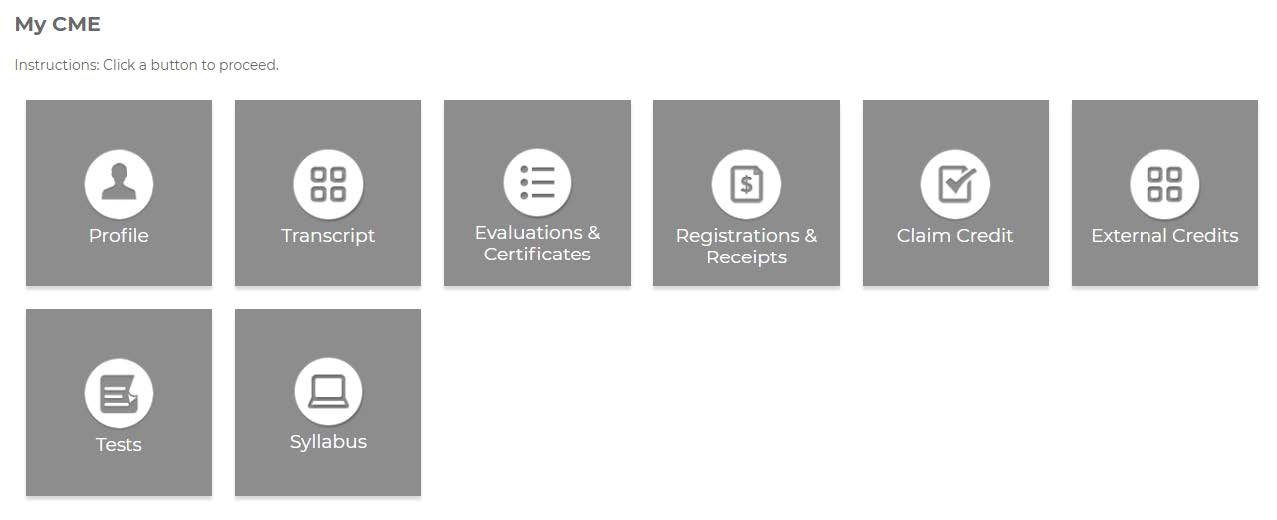 My CME
Instructions: Click a button to proceed.
Profile
Transcript
Evaluations &
Certificates
$
Registrations &
Receipts
Claim Credit
External Credits
Tests
Syllabus